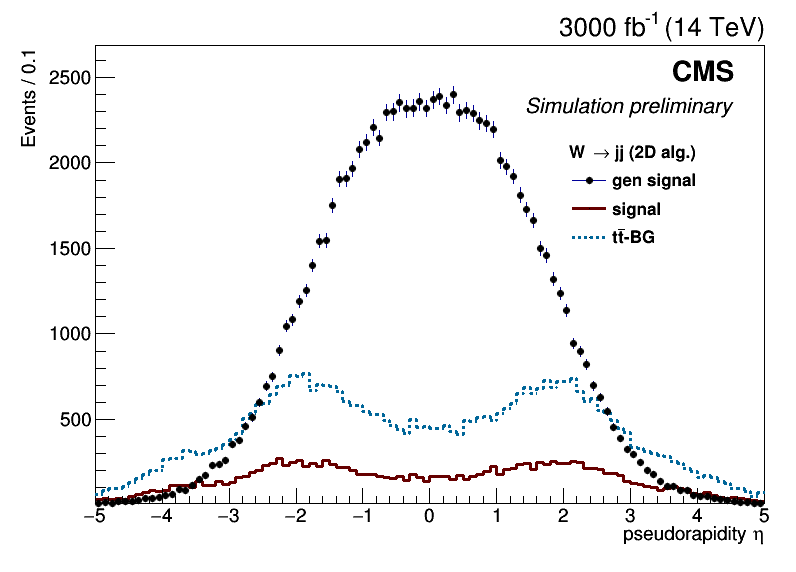 3000 fb-1 (14 TeV)
Events / 0.1
CMS
Simulation preliminary
W → jj (2D alg.)
gen signal
signal
tt̄-BG
2500
2000
1500
1000
500
−5 −4 −3 −2 −1 0 1 2 3 4 5
pseudorapidity η